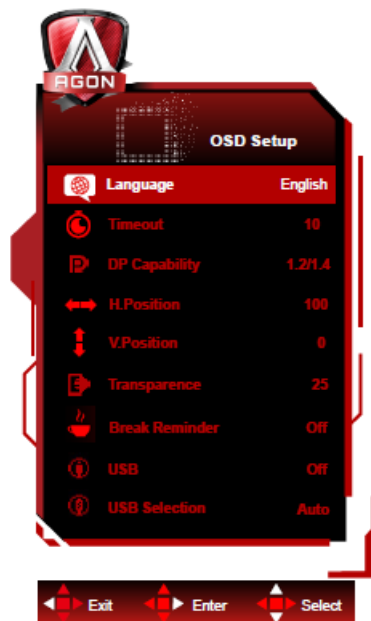 AGON
OSD Setup
Language English
Timeout 10
DP Capability 1.2/1.4
H.Position 100
V.Position 0
Transparence 25
Break Reminder Off
USB Off
USB Selection Auto
Exit Enter Select